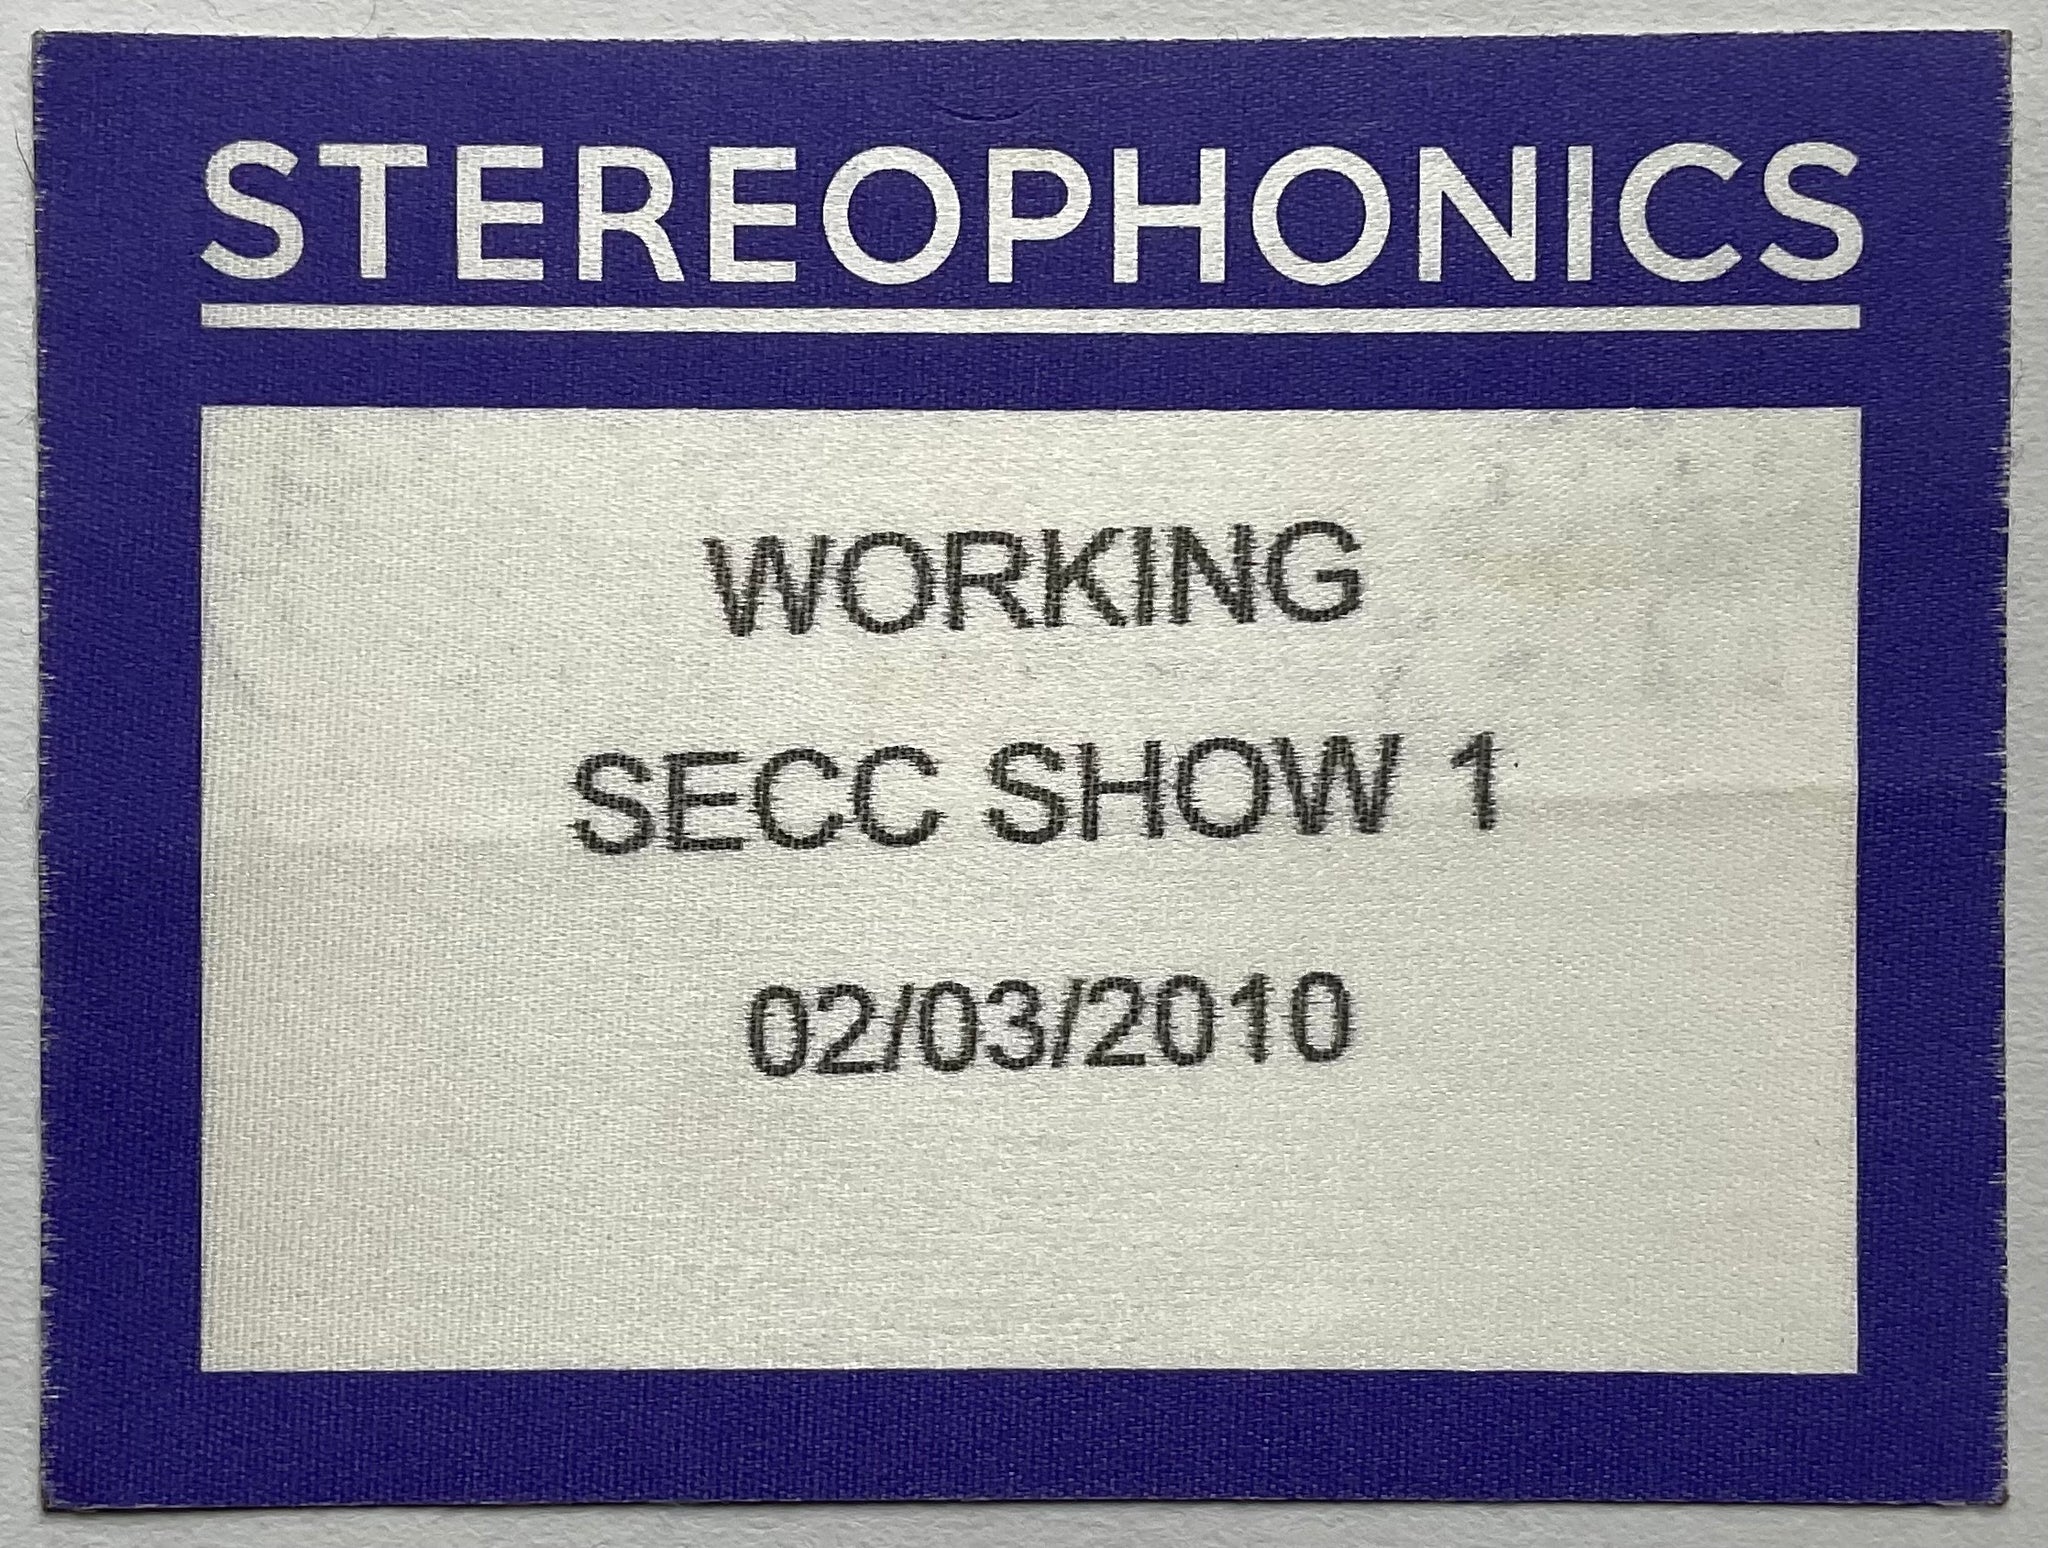 STEREOPHONICS
WORKING
SECC SHOW 1
02/03/2010